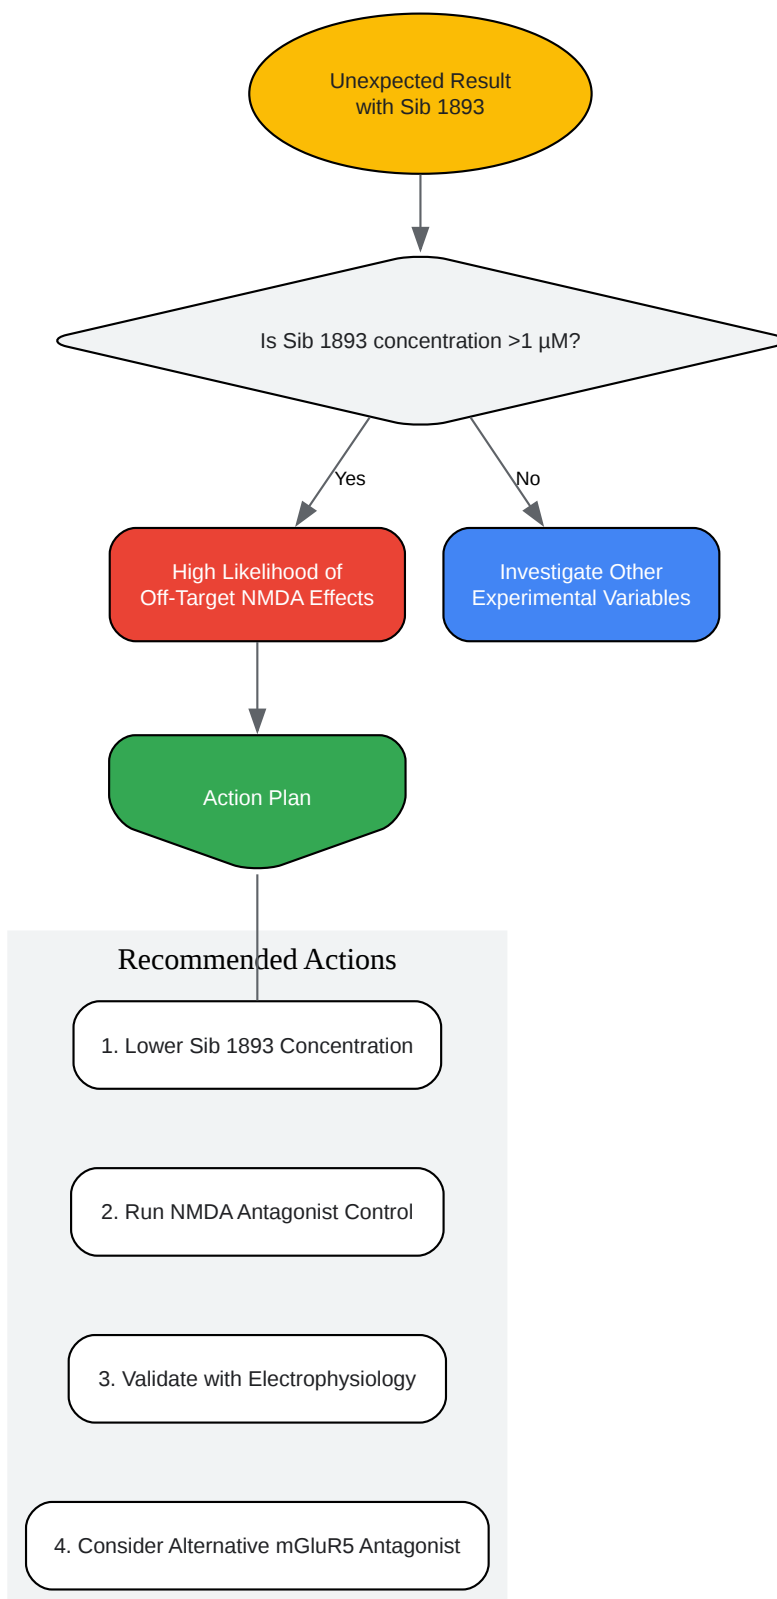 Unexpected Result
with Sib 1893
Is Sib 1893 concentration >1 µM?
Yes
No
High Likelihood of
Off-Target NMDA Effects
Investigate Other
Experimental Variables
Action Plan
Recommended Actions
1. Lower Sib 1893 Concentration
2. Run NMDA Antagonist Control
3. Validate with Electrophysiology
4. Consider Alternative mGluR5 Antagonist